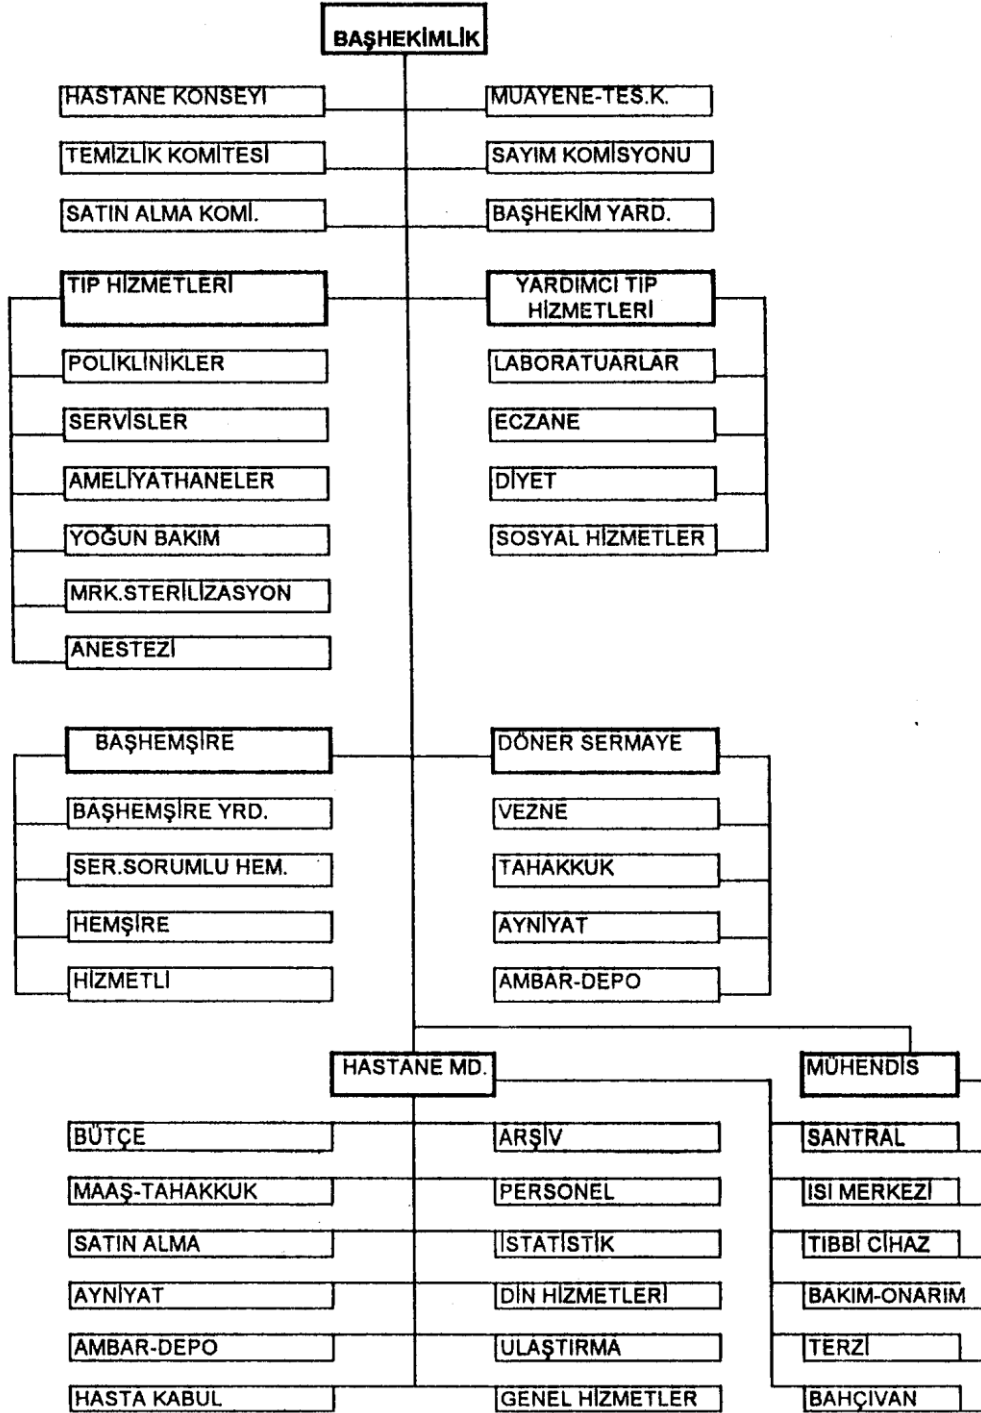 BAŞHEKİMLİK
HASTANE KONSEYİ
MUAYENE-TES.K.
TEMİZLİK KOMİTESİ
SAYIM KOMİSYONU
SATIN ALMA KOMİ.
BAŞHEKİM YARD.
TIP HİZMETLERİ
YARDIMCI TIP
HİZMETLERİ
POLİKLİNİKLER
LABORATUARLAR
SERVİSLER
ECZANE
AMELİYATHANELER
DİYET
YOĞUN BAKIM
SOSYAL HİZMETLER
MRK.STERİLİZASYON
ANESTEZİ
BAŞHEMŞİRE
DÖNER SERMAYE
BAŞHEMŞİRE YRD.
VEZNE
SER.SORUMLU HEM.
TAHAKKUK
HEMŞİRE
AYNİYAT
HİZMETLİ
AMBAR-DEPO
HASTANE MD.
MÜHENDİS
BÜTÇE
ARŞİV
SANTRAL
MAAŞ-TAHAKKUK
PERSONEL
ISI MERKEZİ
SATIN ALMA
İSTATİSTİK
TIBBİ CİHAZ
AYNİYAT
DİN HİZMETLERİ
BAKIM-ONARIM
AMBAR-DEPO
ULAŞTIRMA
TERZİ
HASTA KABUL
GENEL HİZMETLER
BAHÇIVAN